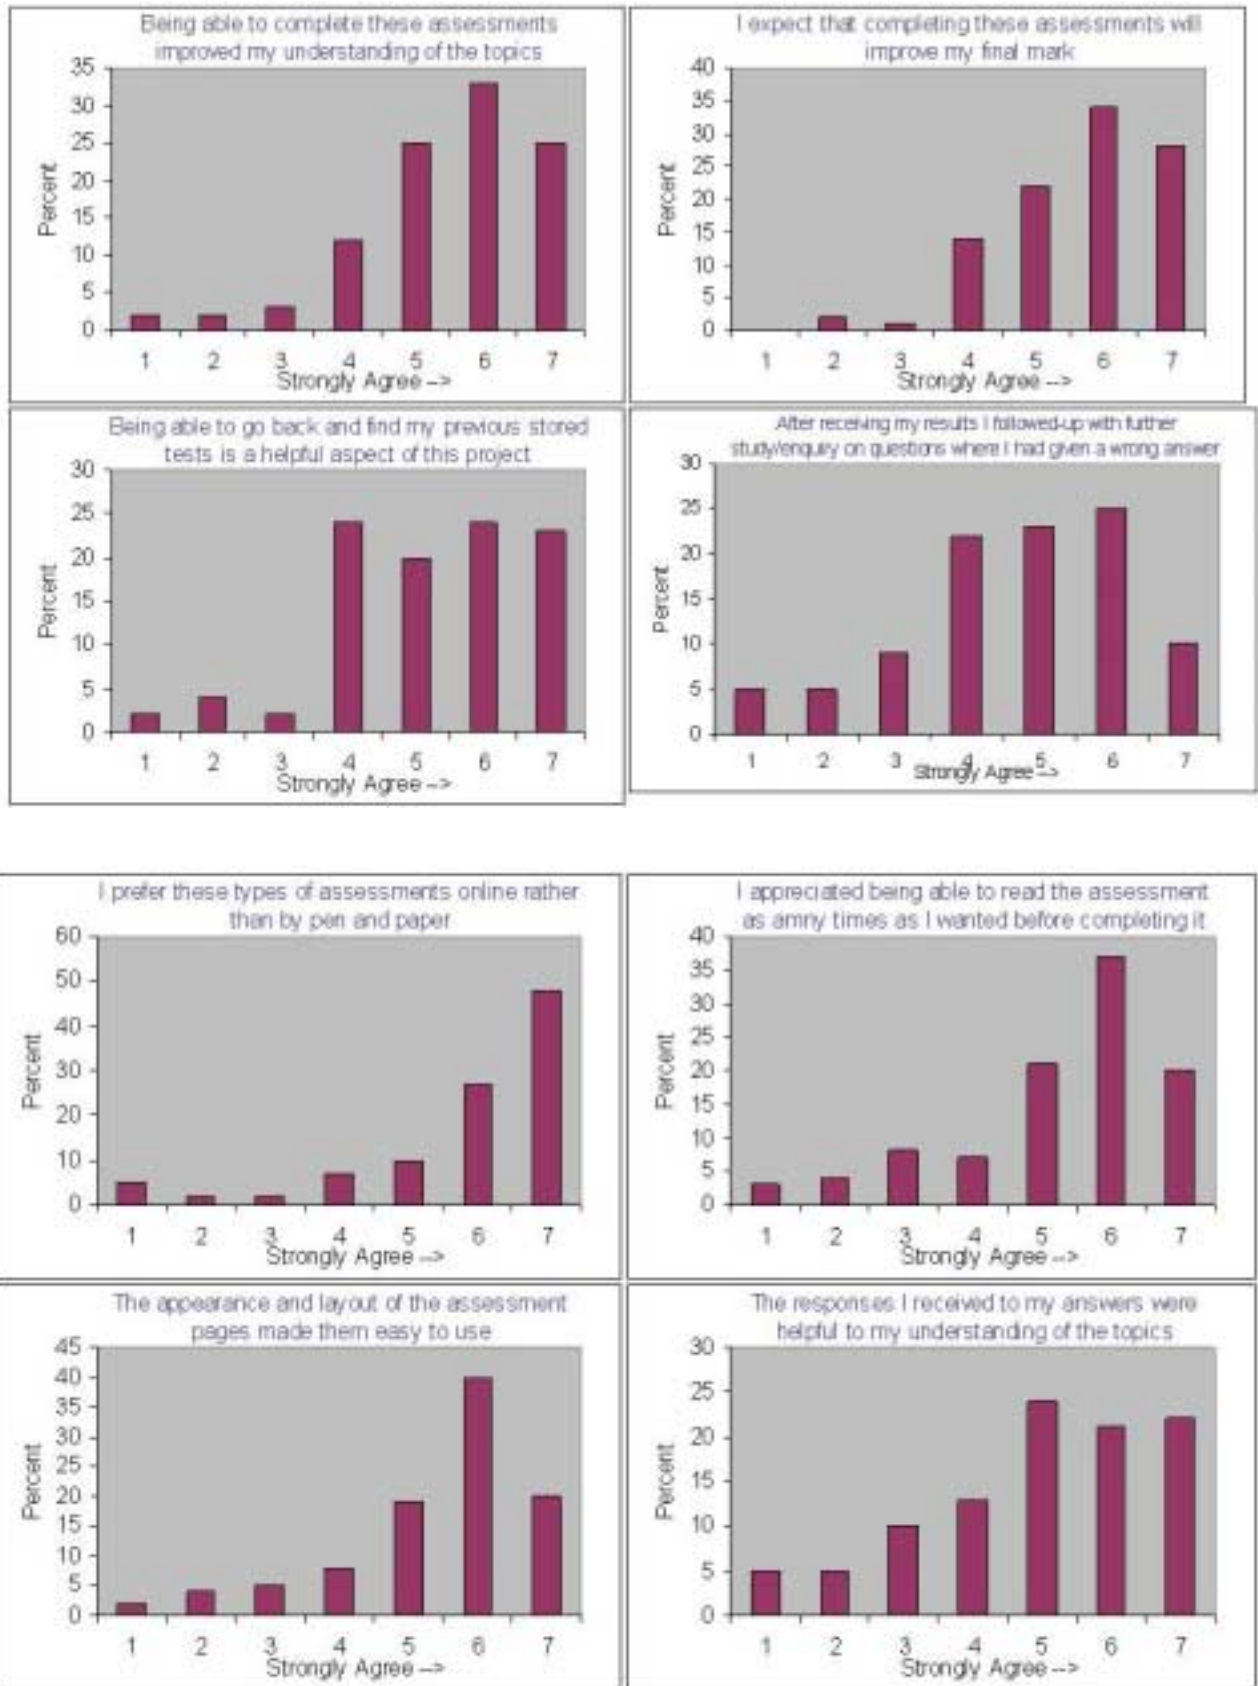 Being able to complete these assessments
improved my understanding of the topics
35
30
25
20
15
10
5
0
Percent
1 2 3 4 5 6 7
Strongly Agree -->
I expect that completing these assessments will
improve my final mark
40
35
30
25
20
15
10
5
0
Percent
1 2 3 4 5 6 7
Strongly Agree -->
Being able to go back and find my previous stored
tests is a helpful aspect of this project
30
25
20
15
10
5
0
Percent
1 2 3 4 5 6 7
Strongly Agree -->
After receiving my results I followed-up with further
study/enquiry on questions where I had given a wrong answer
30
25
20
15
10
5
0
Percent
1 2 3 4 5 6 7
Strongly Agree -->
I prefer these types of assessments online rather
than by pen and paper
60
50
40
30
20
10
0
Percent
1 2 3 4 5 6 7
Strongly Agree -->
I appreciated being able to read the assessment
as amny times as I wanted before completing it
40
35
30
25
20
15
10
5
0
Percent
1 2 3 4 5 6 7
Strongly Agree -->
The appearance and layout of the assessment
pages made them easy to use
45
40
35
30
25
20
15
10
5
0
Percent
1 2 3 4 5 6 7
Strongly Agree -->
The responses I received to my answers were
helpful to my understanding of the topics
30
25
20
15
10
5
0
Percent
1 2 3 4 5 6 7
Strongly Agree -->